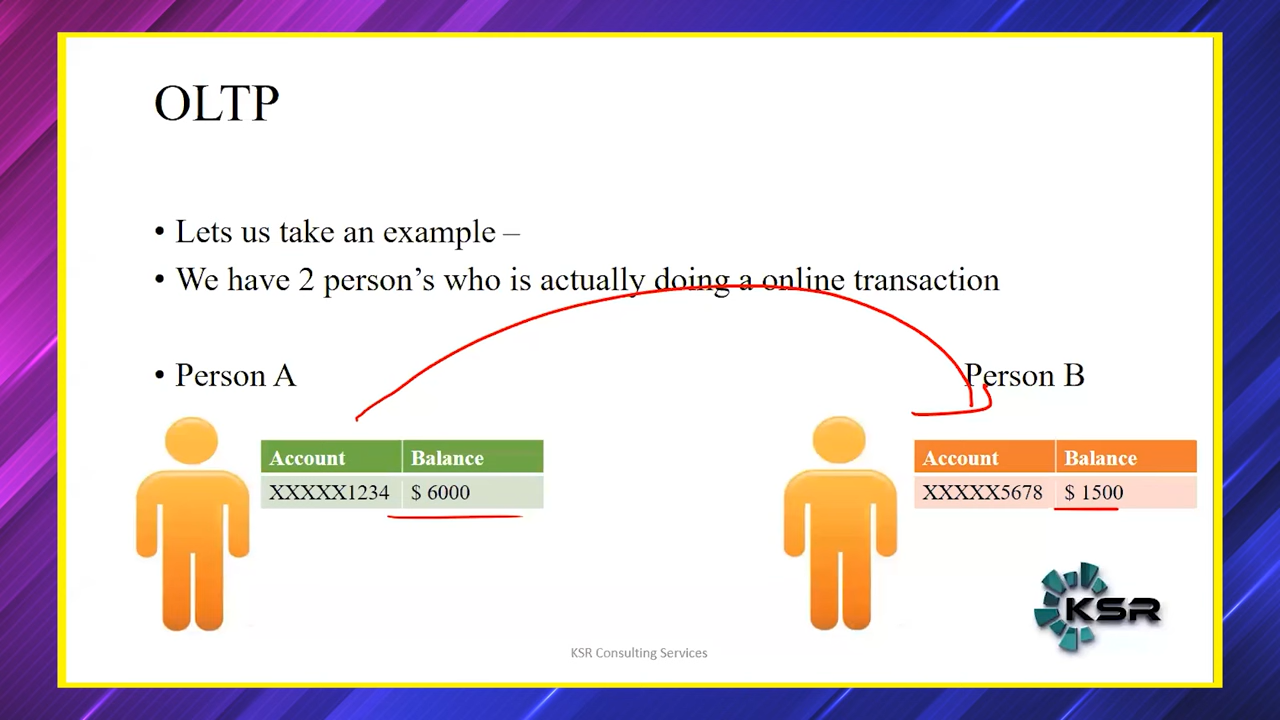 OLTP
• Lets us take an example –
• We have 2 person’s who is actually doing a online transaction
• Person A
Person B
Account Balance
XXXXX1234 $ 6000
Account Balance
XXXXX5678 $ 1500
KSR
KSR Consulting Services